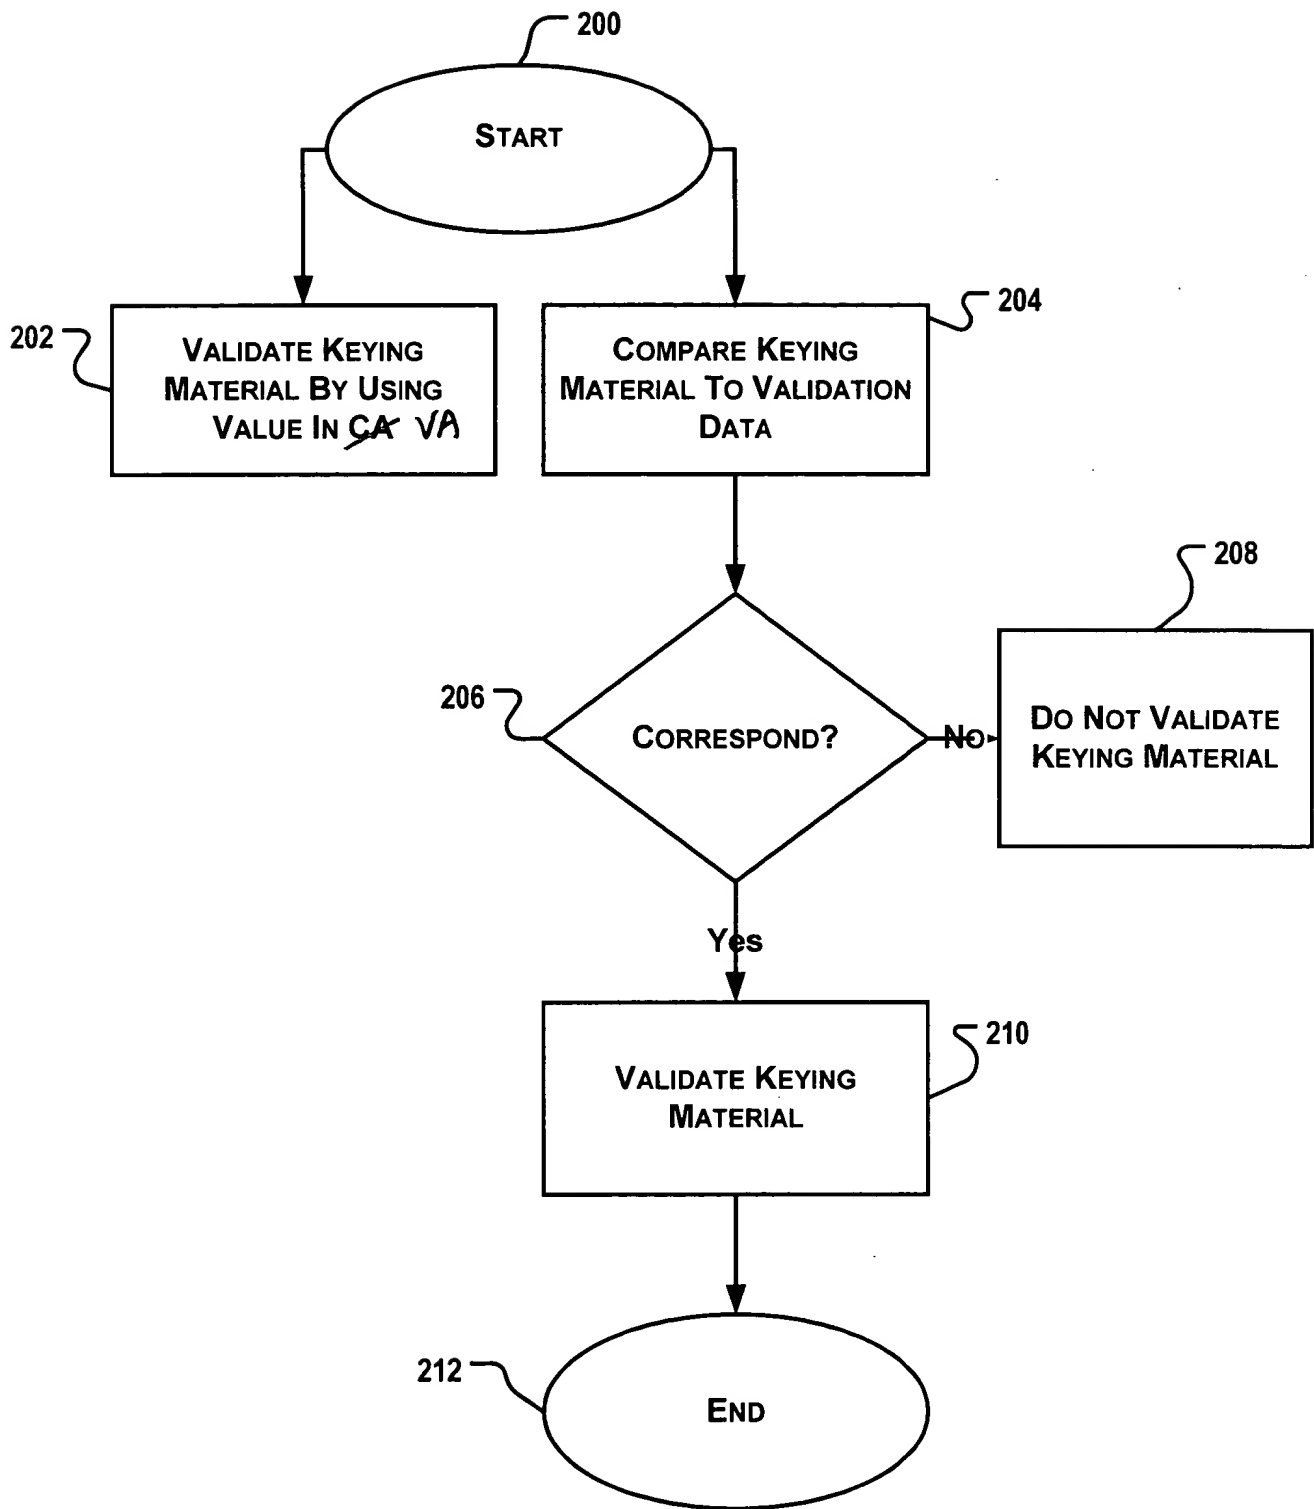 200
START
202
VALIDATE KEYING
MATERIAL BY USING
VALUE IN CA VA
204
COMPARE KEYING
MATERIAL TO VALIDATION
DATA
206
CORRESPOND?
No
208
DO NOT VALIDATE
KEYING MATERIAL
Yes
210
VALIDATE KEYING
MATERIAL
212
END